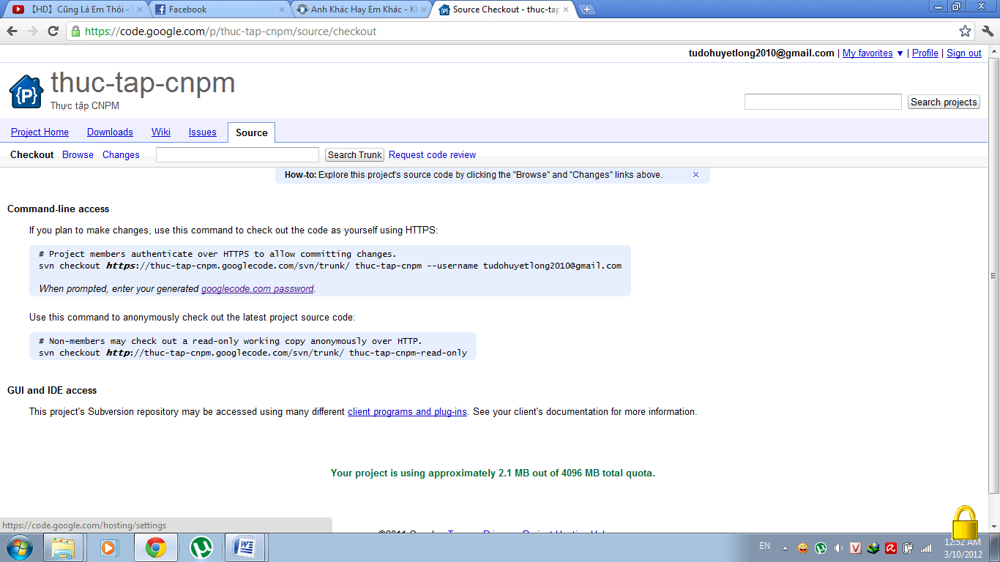 【HD】Cũng Là Em Thôi -
Facebook
Anh Khác Hay Em Khác -
Source Checkout - thuc-tap
https://code.google.com/p/thuc-tap-cnpm/source/checkout
tudohuyetlong2010@gmail.com | My favorites ▼ | Profile | Sign out
{P}
thuc-tap-cnpm
Thực tập CNPM
Search projects
Project Home Downloads Wiki Issues Source
Checkout Browse Changes Search Trunk Request code review
How-to: Explore this project's source code by clicking the "Browse" and "Changes" links above.
Command-line access
If you plan to make changes, use this command to check out the code as yourself using HTTPS:
# Project members authenticate over HTTPS to allow committing changes.
svn checkout https://thuc-tap-cnpm.googlecode.com/svn/trunk/ thuc-tap-cnpm --username tudohuyetlong2010@gmail.com
When prompted, enter your generated googlecode.com password.
Use this command to anonymously check out the latest project source code:
# Non-members may check out a read-only working copy anonymously over HTTP.
svn checkout http://thuc-tap-cnpm.googlecode.com/svn/trunk/ thuc-tap-cnpm-read-only
GUI and IDE access
This project's Subversion repository may be accessed using many different client programs and plug-ins. See your client's documentation for more information.
Your project is using approximately 2.1 MB out of 4096 MB total quota.
https://code.google.com/hosting/settings
EN
12:52 AM
3/10/2012